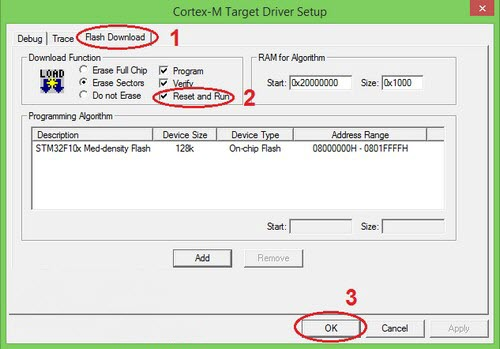 Cortex-M Target Driver Setup
Debug
Trace
Flash Download
1
Download Function
LOAD
Erase Full Chip
Erase Sectors
Do not Erase
Program
Verify
Reset and Run
2
RAM for Algorithm
Start: 0x20000000 Size: 0x1000
Programming Algorithm
Description Device Size Device Type Address Range
STM32F10x Med-density Flash 128k On-chip Flash 08000000H - 0801FFFFH
Start: Size:
Add Remove
3
OK Cancel Apply